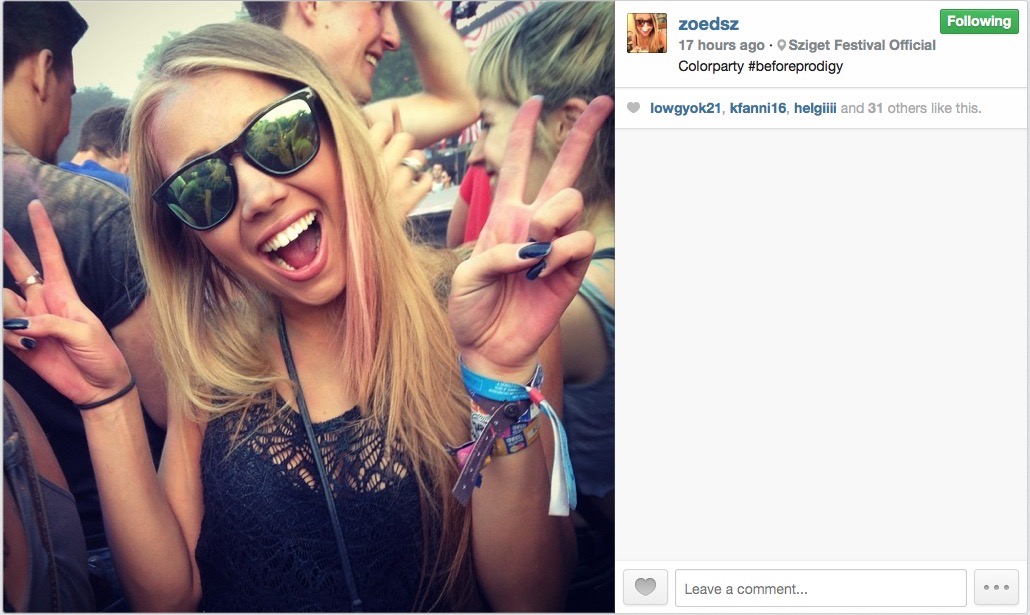 zoedsz
Following
17 hours ago · Sziget Festival Official
Colorparty #beforeprodigy
lowgyok21, kfanni16, helgiiii and 31 others like this.
Leave a comment...